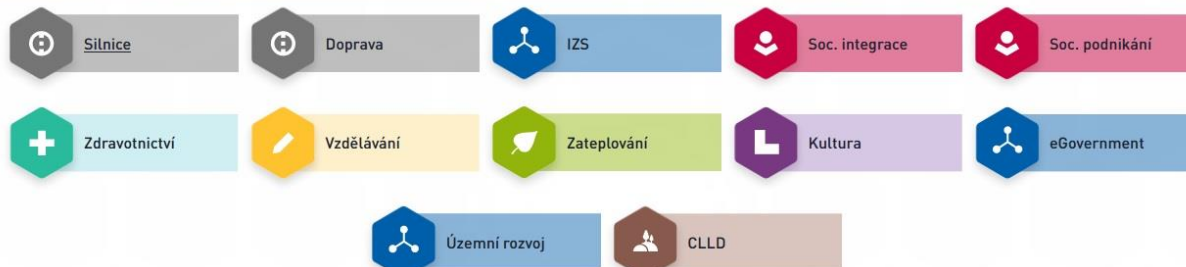 Silnice
Doprava
IZS
Soc. integrace
Soc. podnikání
Zdravotnictví
Vzdělávání
Zateplování
Kultura
eGovernment
Územní rozvoj
CLLD